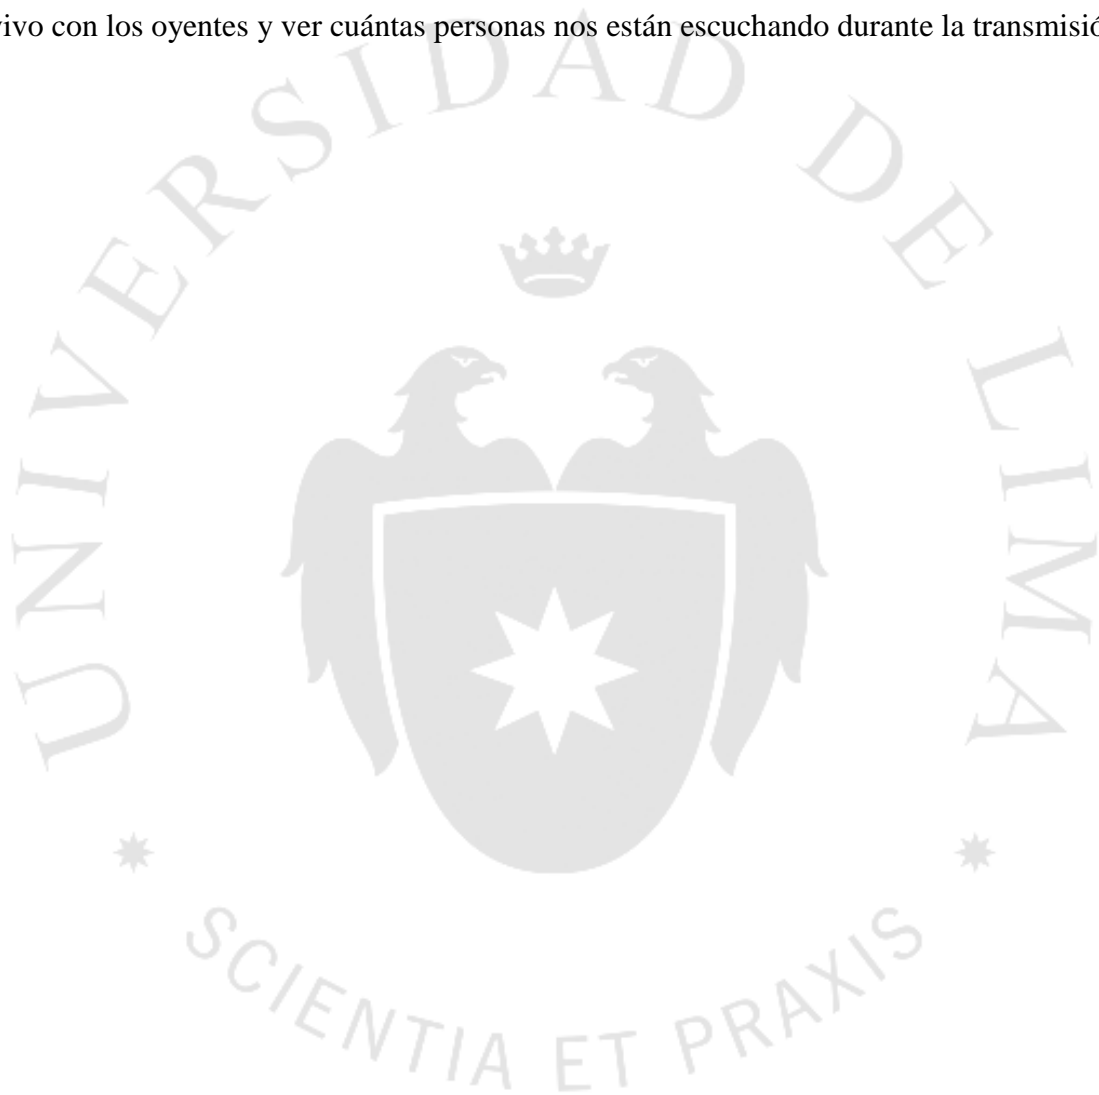 vivo con los oyentes y ver cuántas personas nos están escuchando durante la transmisió
UNIVERSIDAD DE LIMA
SCIENTIA ET PRAXIS